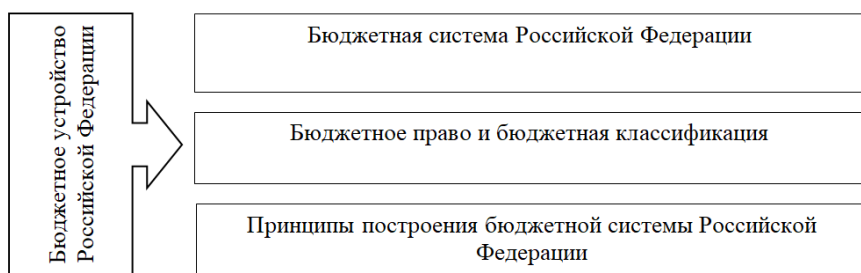 Бюджетное устройство
Российской Федерации
Бюджетная система Российской Федерации
Бюджетное право и бюджетная классификация
Принципы построения бюджетной системы Российской
Федерации